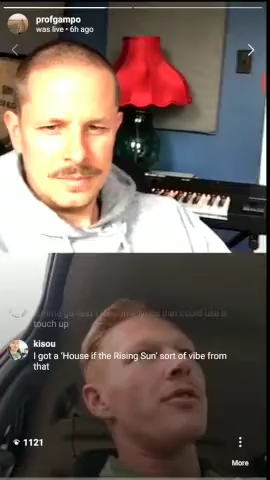 profgampo
was live • 6h ago
touch up
kisou
I got a 'House if the Rising Sun' sort of vibe from
that
1121
More